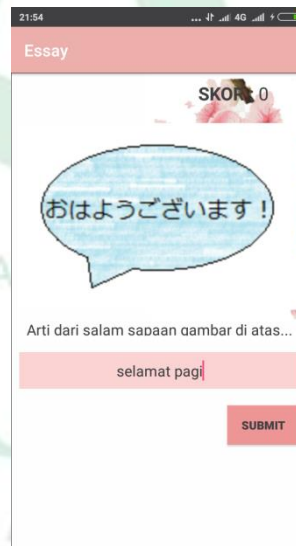 21:54
... 4G
Essay
SKOR: 0
おはようございます！
Arti dari salam sapaan gambar di atas...
selamat pagi
SUBMIT